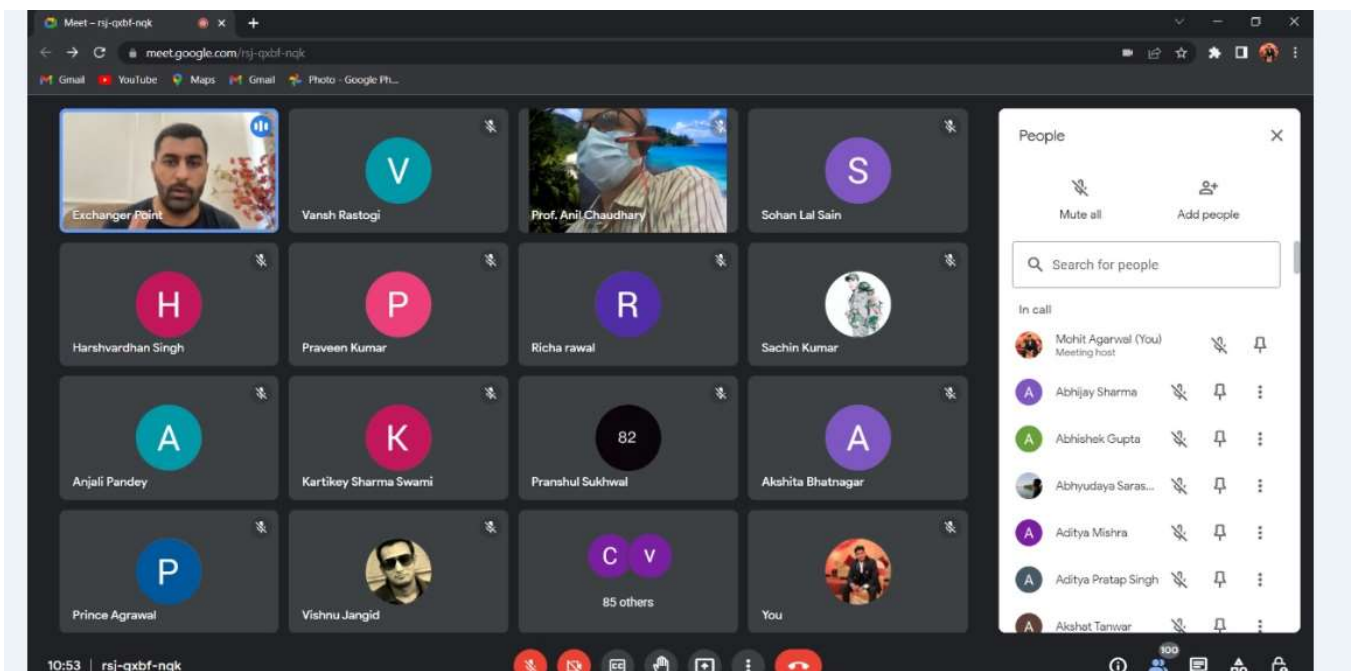 Meet – rsj-qxbf-nqk
meet.google.com/rsj-qxbf-nqk
Gmail YouTube Maps Gmail Photo - Google Ph...
Exchanger Point
V
Vansh Rastogi
Prof. Anil Chaudhary
S
Sohan Lal Sain
H
Harshvardhan Singh
P
Praveen Kumar
R
Richa rawal
Sachin Kumar
A
Anjali Pandey
K
Kartikey Sharma Swami
82
Pranshul Sukhwal
A
Akshita Bhatnagar
P
Prince Agrawal
Vishnu Jangid
C V
85 others
You
People
Mute all Add people
Search for people
In call
Mohit Agarwal (You)
Meeting host
A Abhijay Sharma
A Abhishek Gupta
Abhyudaya Saras...
A Aditya Mishra
A Aditya Pratap Singh
A Akshat Tanwar
10:53 | rsj-qxbf-nqk
CC
100